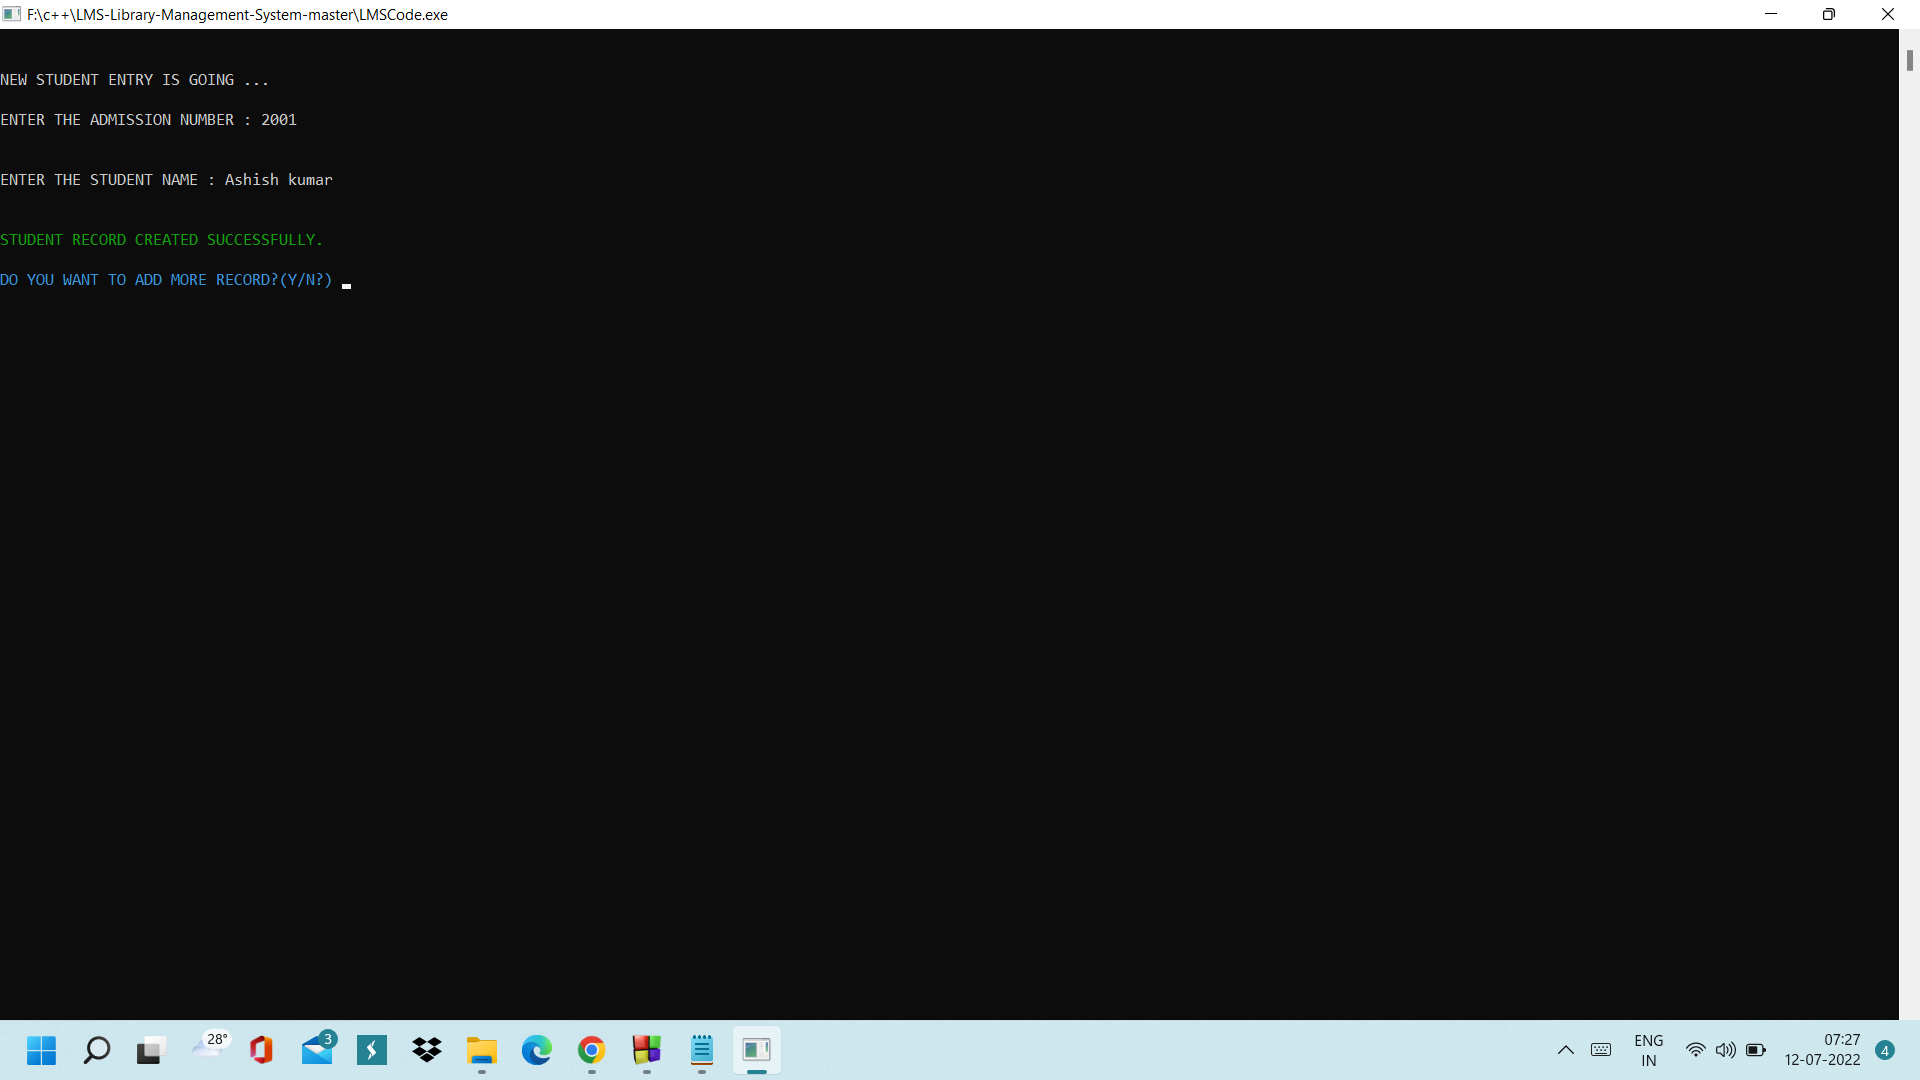 F:\c++\LMS-Library-Management-System-master\LMSCode.exe
NEW STUDENT ENTRY IS GOING ...
ENTER THE ADMISSION NUMBER : 2001
ENTER THE STUDENT NAME : Ashish kumar
STUDENT RECORD CREATED SUCCESSFULLY.
DO YOU WANT TO ADD MORE RECORD?(Y/N?)
28°
3
ENG
IN
07:27
12-07-2022
4